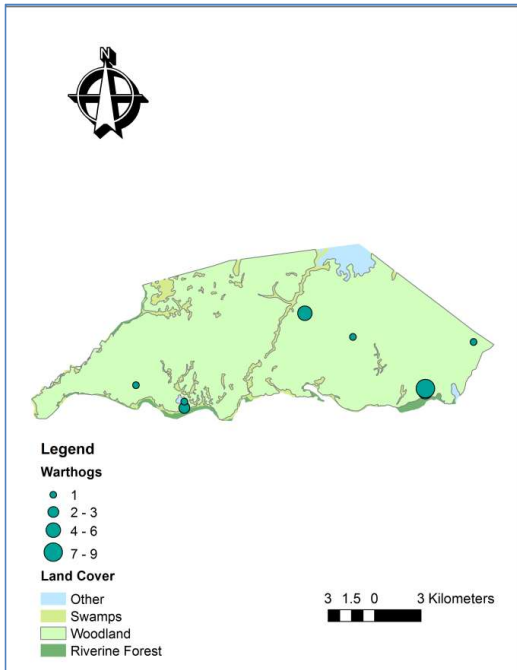 N
Legend
Warthogs
1
2 - 3
4 - 6
7 - 9
Land Cover
Other
Swamps
Woodland
Riverine Forest
3 1.5 0 3 Kilometers